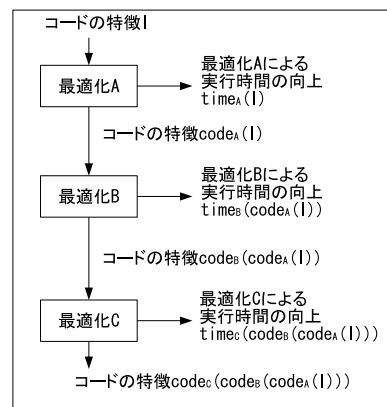 コードの特徴I
最適化A
最適化Aによる
実行時間の向上
timeA(I)
コードの特徴codeA(I)
最適化B
最適化Bによる
実行時間の向上
timeB(codeA(I))
コードの特徴codeB(codeA(I))
最適化C
最適化Cによる
実行時間の向上
timeC(codeB(codeA(I)))
コードの特徴codeC(codeB(codeA(I)))